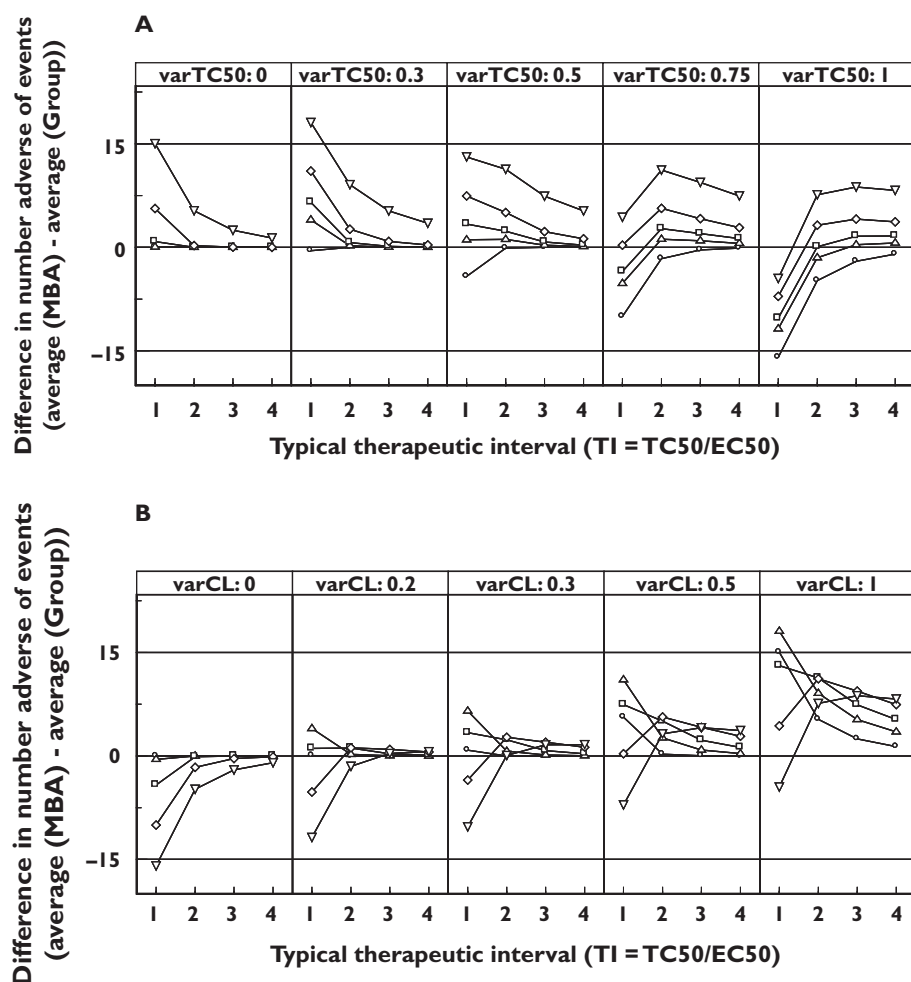 A
Difference in number adverse of events
(average (MBA) - average (Group))
varTC50: 0 varTC50: 0.3 varTC50: 0.5 varTC50: 0.75 varTC50: 1
15
0
–15
1 2 3 4 1 2 3 4 1 2 3 4 1 2 3 4 1 2 3 4
Typical therapeutic interval (TI = TC50/EC50)
B
Difference in number adverse of events
(average (MBA) - average (Group))
varCL: 0 varCL: 0.2 varCL: 0.3 varCL: 0.5 varCL: 1
15
0
–15
1 2 3 4 1 2 3 4 1 2 3 4 1 2 3 4 1 2 3 4
Typical therapeutic interval (TI = TC50/EC50)